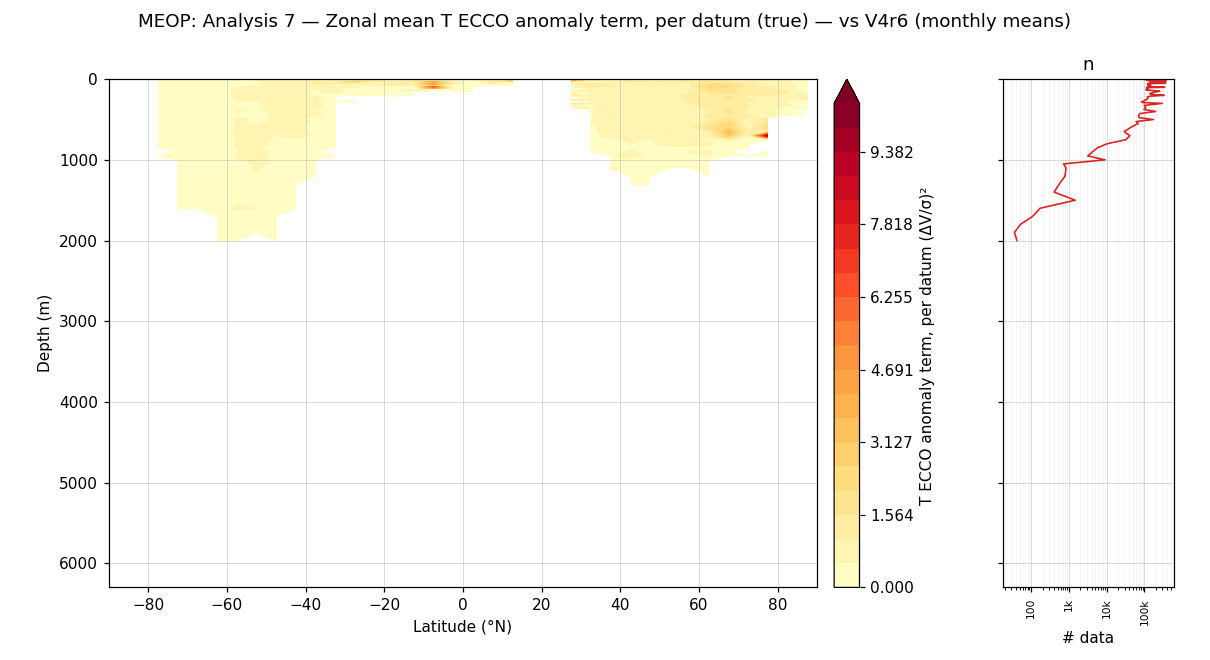 MEOP: Analysis 7 — Zonal mean T ECCO anomaly term, per datum (true) — vs V4r6 (monthly means)
n
0
1000
2000
3000
4000
5000
6000
Depth (m)
−80
−60
−40
−20
0
20
40
60
80
Latitude (°N)
9.382
7.818
6.255
4.691
3.127
1.564
0.000
T ECCO anomaly term, per datum (ΔV/σ)²
100
1k
10k
100k
# data